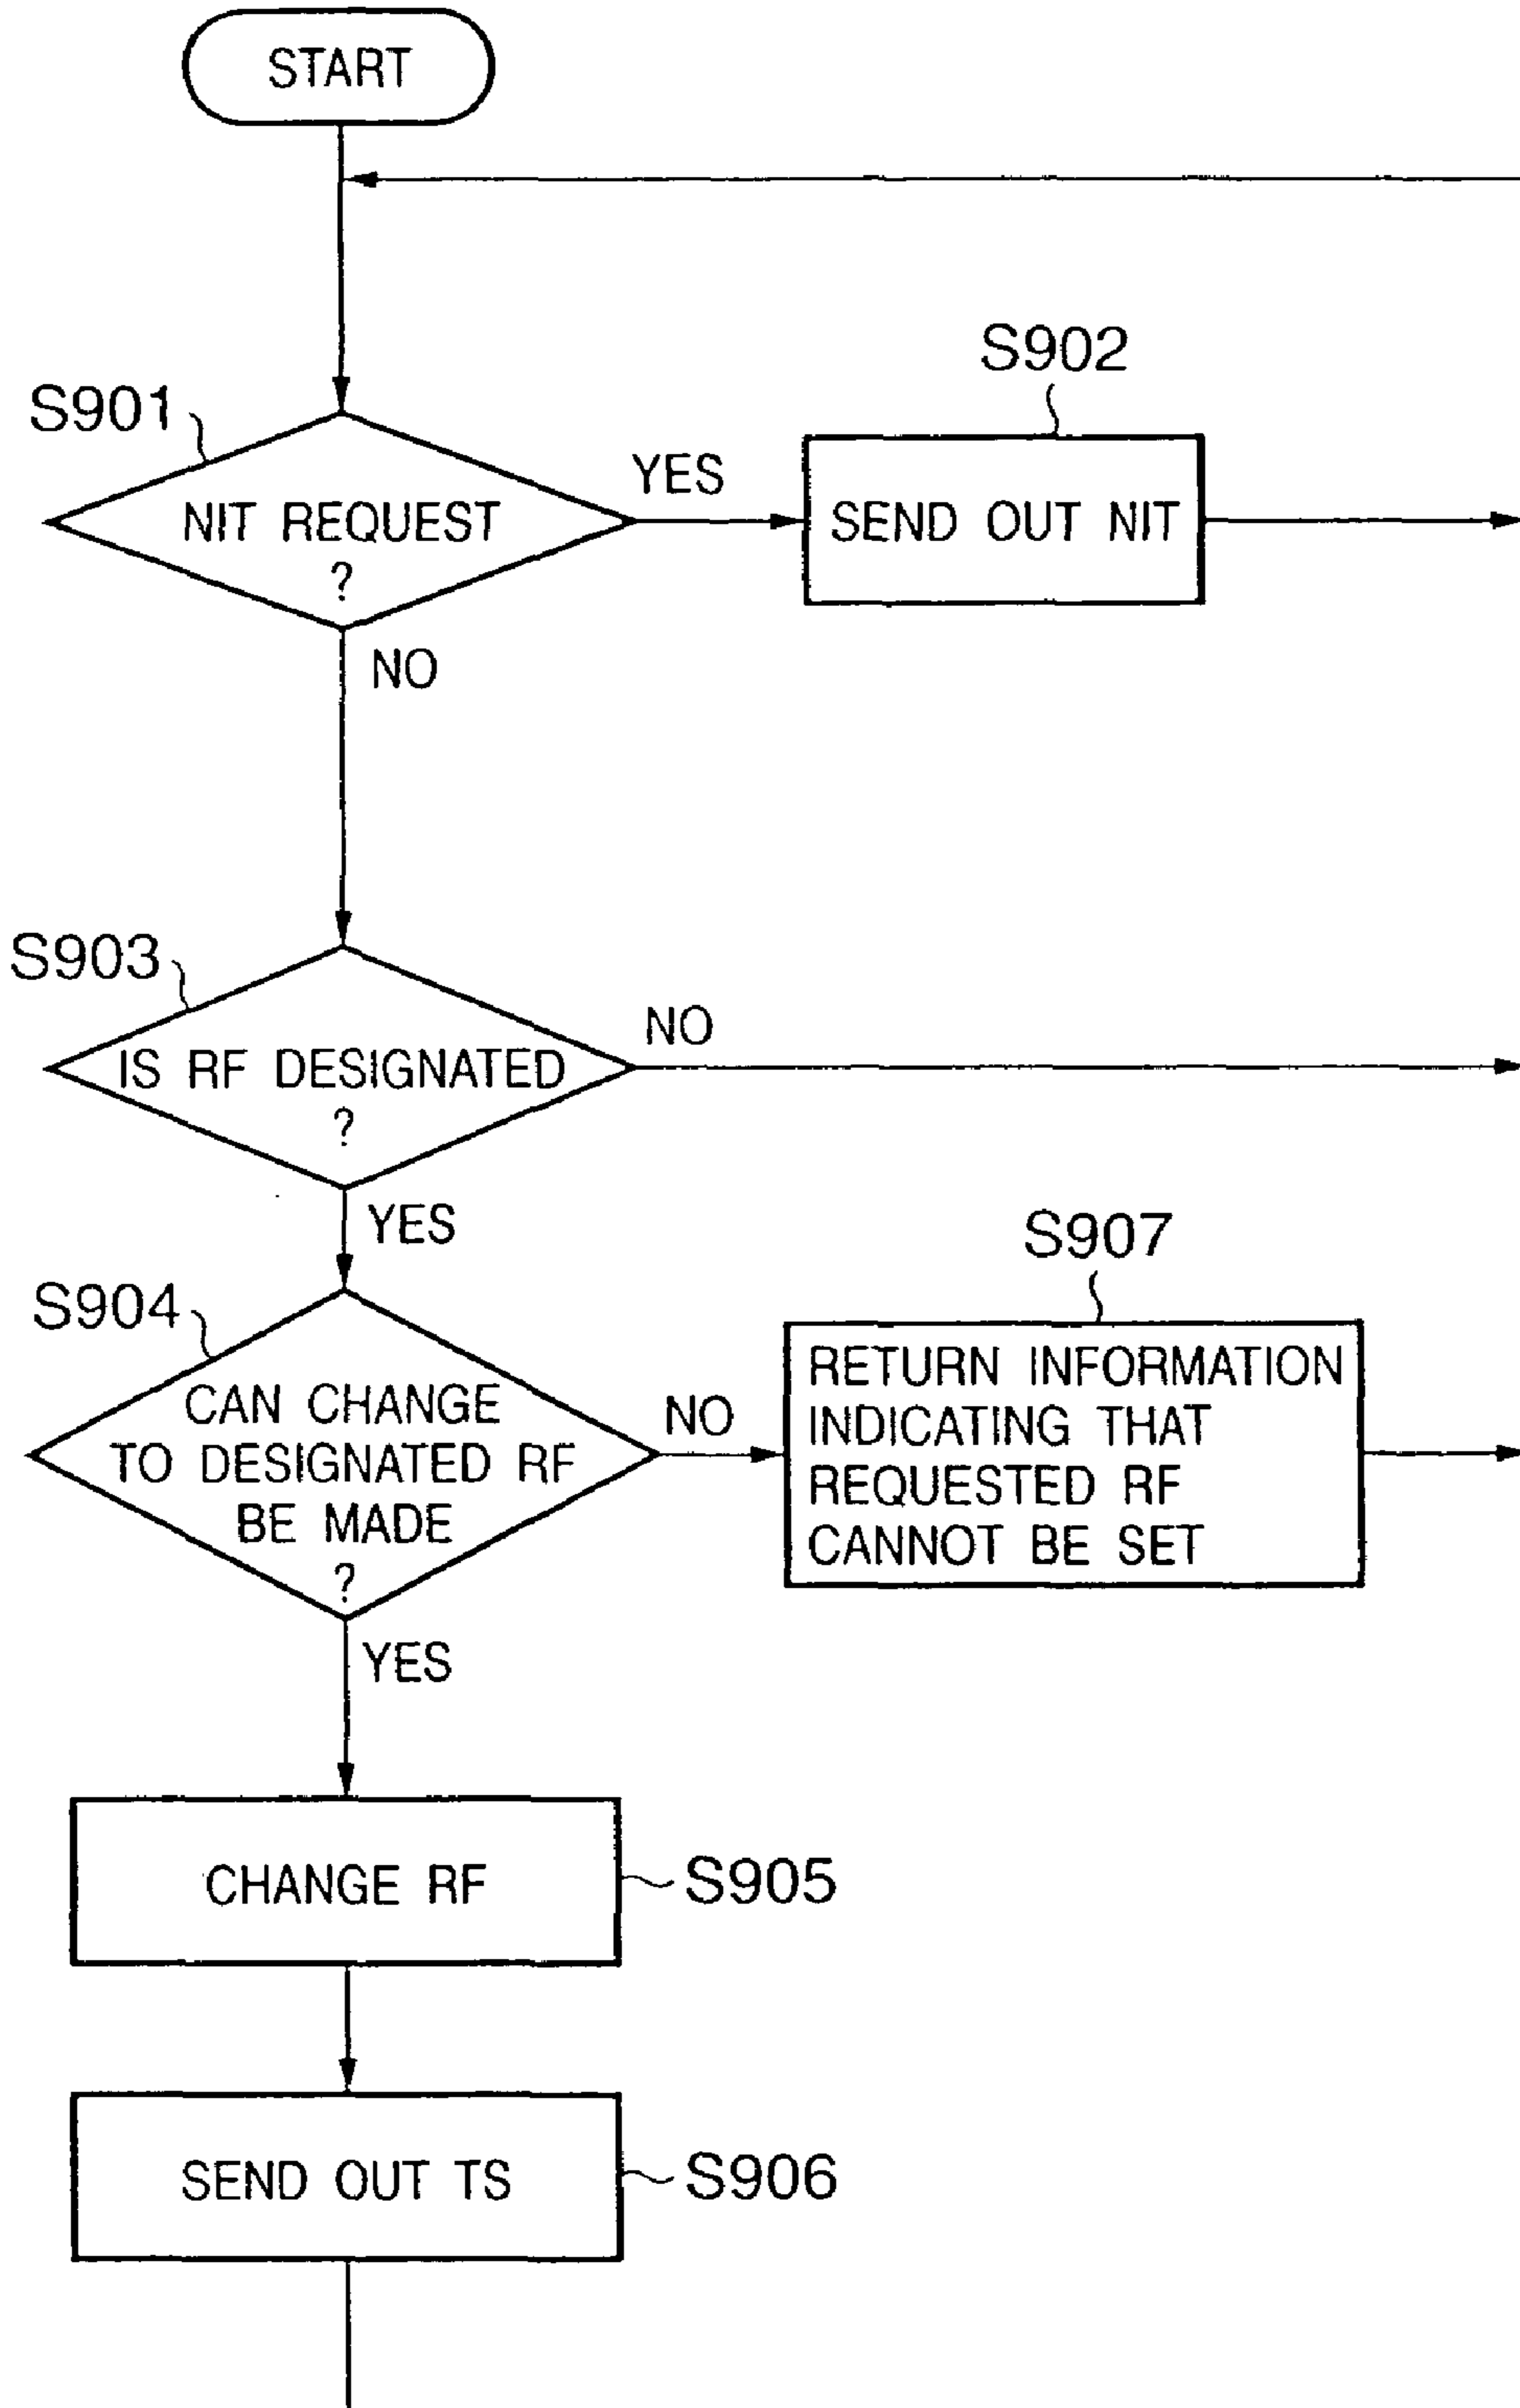 START
S901
NIT REQUEST
?
YES
S902
SEND OUT NIT
NO
S903
IS RF DESIGNATED
?
NO
YES
S904
CAN CHANGE
TO DESIGNATED RF
BE MADE
?
NO
S907
RETURN INFORMATION
INDICATING THAT
REQUESTED RF
CANNOT BE SET
YES
CHANGE RF
S905
SEND OUT TS
S906